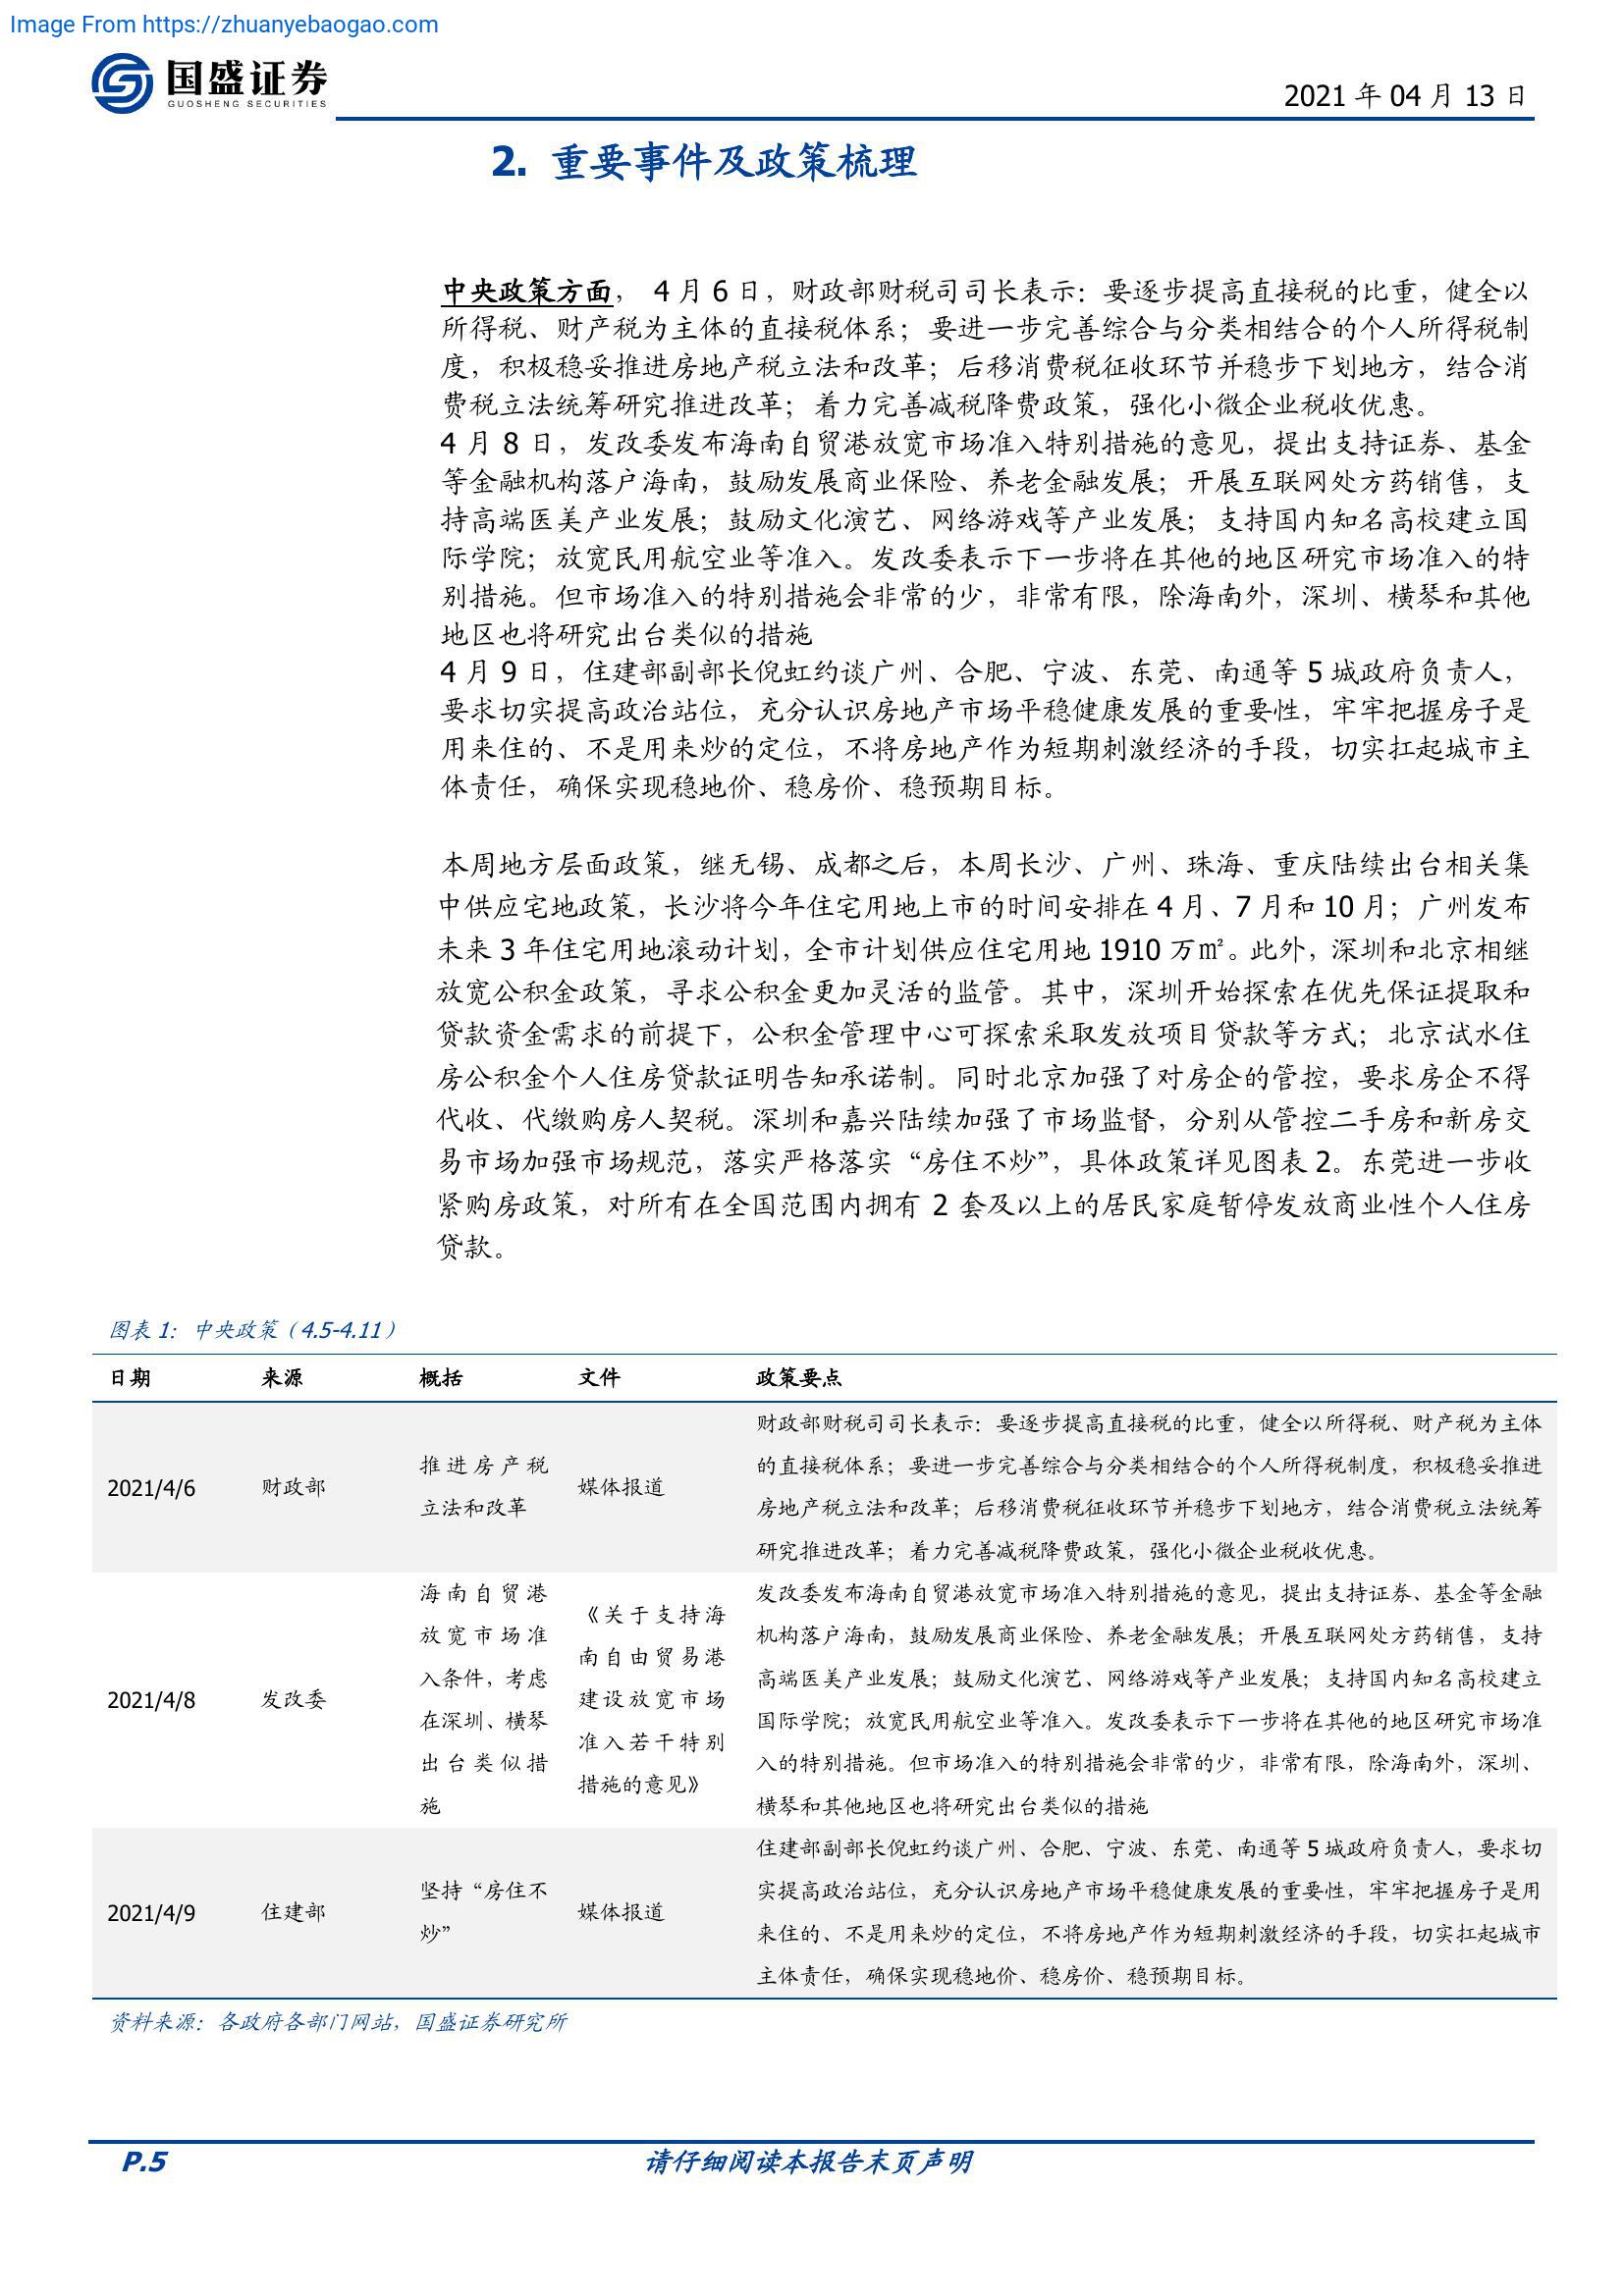 Image From https://zhuanyebaogao.com
国盛证券
GUOSHENG SECURITIES
2021 年 04 月 13 日
2. 重要事件及政策梳理
中央政策方面， 4 月 6 日，财政部财税司司长表示：要逐步提高直接税的比重，健全以
所得税、财产税为主体的直接税体系；要进一步完善综合与分类相结合的个人所得税制
度，积极稳妥推进房地产税立法和改革；后移消费税征收环节并稳步下划地方，结合消
费税立法统筹研究推进改革；着力完善减税降费政策，强化小微企业税收优惠。
4 月 8 日，发改委发布海南自贸港放宽市场准入特别措施的意见，提出支持证券、基金
等金融机构落户海南，鼓励发展商业保险、养老金融发展；开展互联网处方药销售，支
持高端医美产业发展；鼓励文化演艺、网络游戏等产业发展；支持国内知名高校建立国
际学院；放宽民用航空业等准入。发改委表示下一步将在其他的地区研究市场准入的特
别措施。但市场准入的特别措施会非常的少，非常有限，除海南外，深圳、横琴和其他
地区也将研究出台类似的措施
4 月 9 日，住建部副部长倪虹约谈广州、合肥、宁波、东莞、南通等 5 城政府负责人，
要求切实提高政治站位，充分认识房地产市场平稳健康发展的重要性，牢牢把握房子是
用来住的、不是用来炒的定位，不将房地产作为短期刺激经济的手段，切实扛起城市主
体责任，确保实现稳地价、稳房价、稳预期目标。
本周地方层面政策，继无锡、成都之后，本周长沙、广州、珠海、重庆陆续出台相关集
中供应宅地政策，长沙将今年住宅用地上市的时间安排在 4 月、7 月和 10 月；广州发布
未来 3 年住宅用地滚动计划，全市计划供应住宅用地 1910 万㎡。此外，深圳和北京相继
放宽公积金政策，寻求公积金更加灵活的监管。其中，深圳开始探索在优先保证提取和
贷款资金需求的前提下，公积金管理中心可探索采取发放项目贷款等方式；北京试水住
房公积金个人住房贷款证明告知承诺制。同时北京加强了对房企的管控，要求房企不得
代收、代缴购房人契税。深圳和嘉兴陆续加强了市场监督，分别从管控二手房和新房交
易市场加强市场规范，落实严格落实“房住不炒”，具体政策详见图表 2。东莞进一步收
紧购房政策，对所有在全国范围内拥有 2 套及以上的居民家庭暂停发放商业性个人住房
贷款。
图表 1：中央政策（4.5-4.11）
日期 来源 概括 文件 政策要点
2021/4/6
财政部
推进房产税
立法和改革
媒体报道
财政部财税司司长表示：要逐步提高直接税的比重，健全以所得税、财产税为主体
的直接税体系；要进一步完善综合与分类相结合的个人所得税制度，积极稳妥推进
房地产税立法和改革；后移消费税征收环节并稳步下划地方，结合消费税立法统筹
研究推进改革；着力完善减税降费政策，强化小微企业税收优惠。
2021/4/8
发改委
海南自贸港
放宽市场准
入条件，考虑
在深圳、横琴
出台类似措
施
《关于支持海
南自由贸易港
建设放宽市场
准入若干特别
措施的意见》
发改委发布海南自贸港放宽市场准入特别措施的意见，提出支持证券、基金等金融
机构落户海南，鼓励发展商业保险、养老金融发展；开展互联网处方药销售，支持
高端医美产业发展；鼓励文化演艺、网络游戏等产业发展；支持国内知名高校建立
国际学院；放宽民用航空业等准入。发改委表示下一步将在其他的地区研究市场准
入的特别措施。但市场准入的特别措施会非常的少，非常有限，除海南外，深圳、
横琴和其他地区也将研究出台类似的措施
2021/4/9
住建部
坚持“房住不
炒”
媒体报道
住建部副部长倪虹约谈广州、合肥、宁波、东莞、南通等 5 城政府负责人，要求切
实提高政治站位，充分认识房地产市场平稳健康发展的重要性，牢牢把握房子是用
来住的、不是用来炒的定位，不将房地产作为短期刺激经济的手段，切实扛起城市
主体责任，确保实现稳地价、稳房价、稳预期目标。
资料来源：各政府各部门网站，国盛证券研究所
P.5
请仔细阅读本报告末页声明